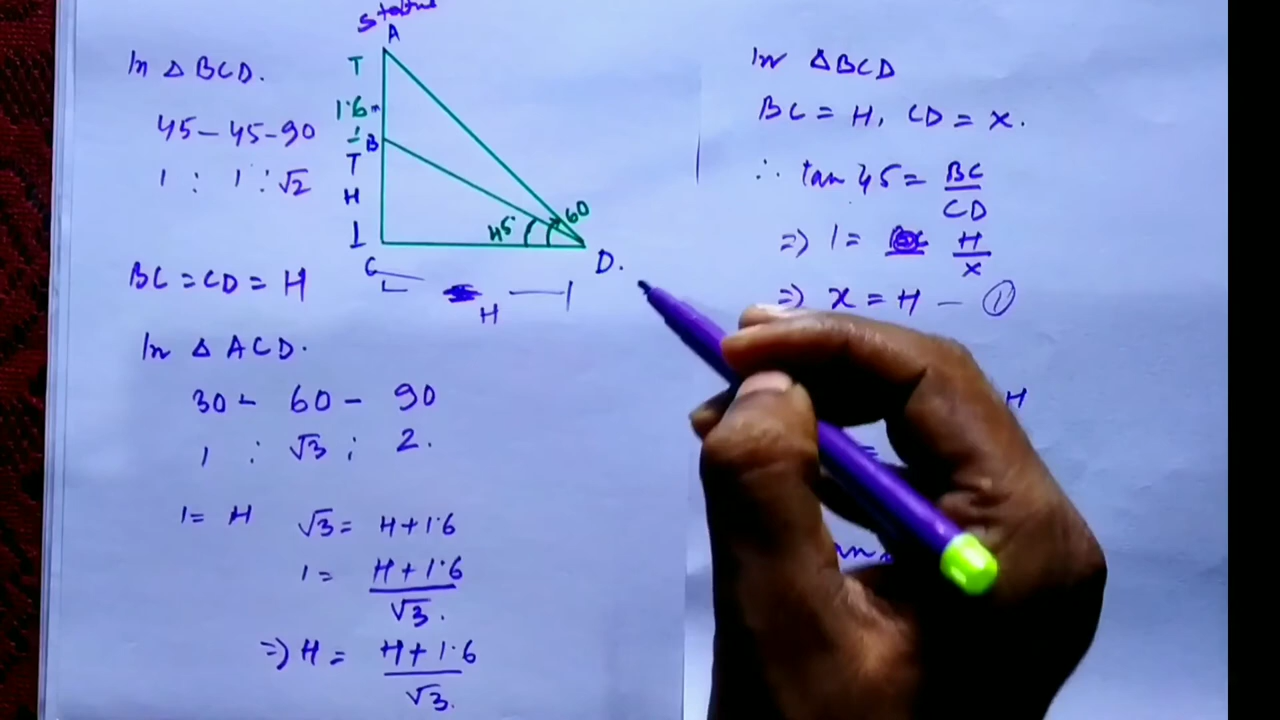 Statue
A
In △ BCD.
45 – 45 – 90
1 : 1 : √2
T
1.6m
B
T
H
45°
60
C
D.
H
BC = CD = H
In △ ACD.
30 – 60 – 90
1 : √3 : 2.
1 = H √3 = H + 1.6
1 = H + 1.6
√3.
=> H = H + 1.6
√3.
In △BCD
BC = H, CD = x.
∴ tan 45 = BC
CD
=> 1 = H
x
=> x = H — ①
H
=